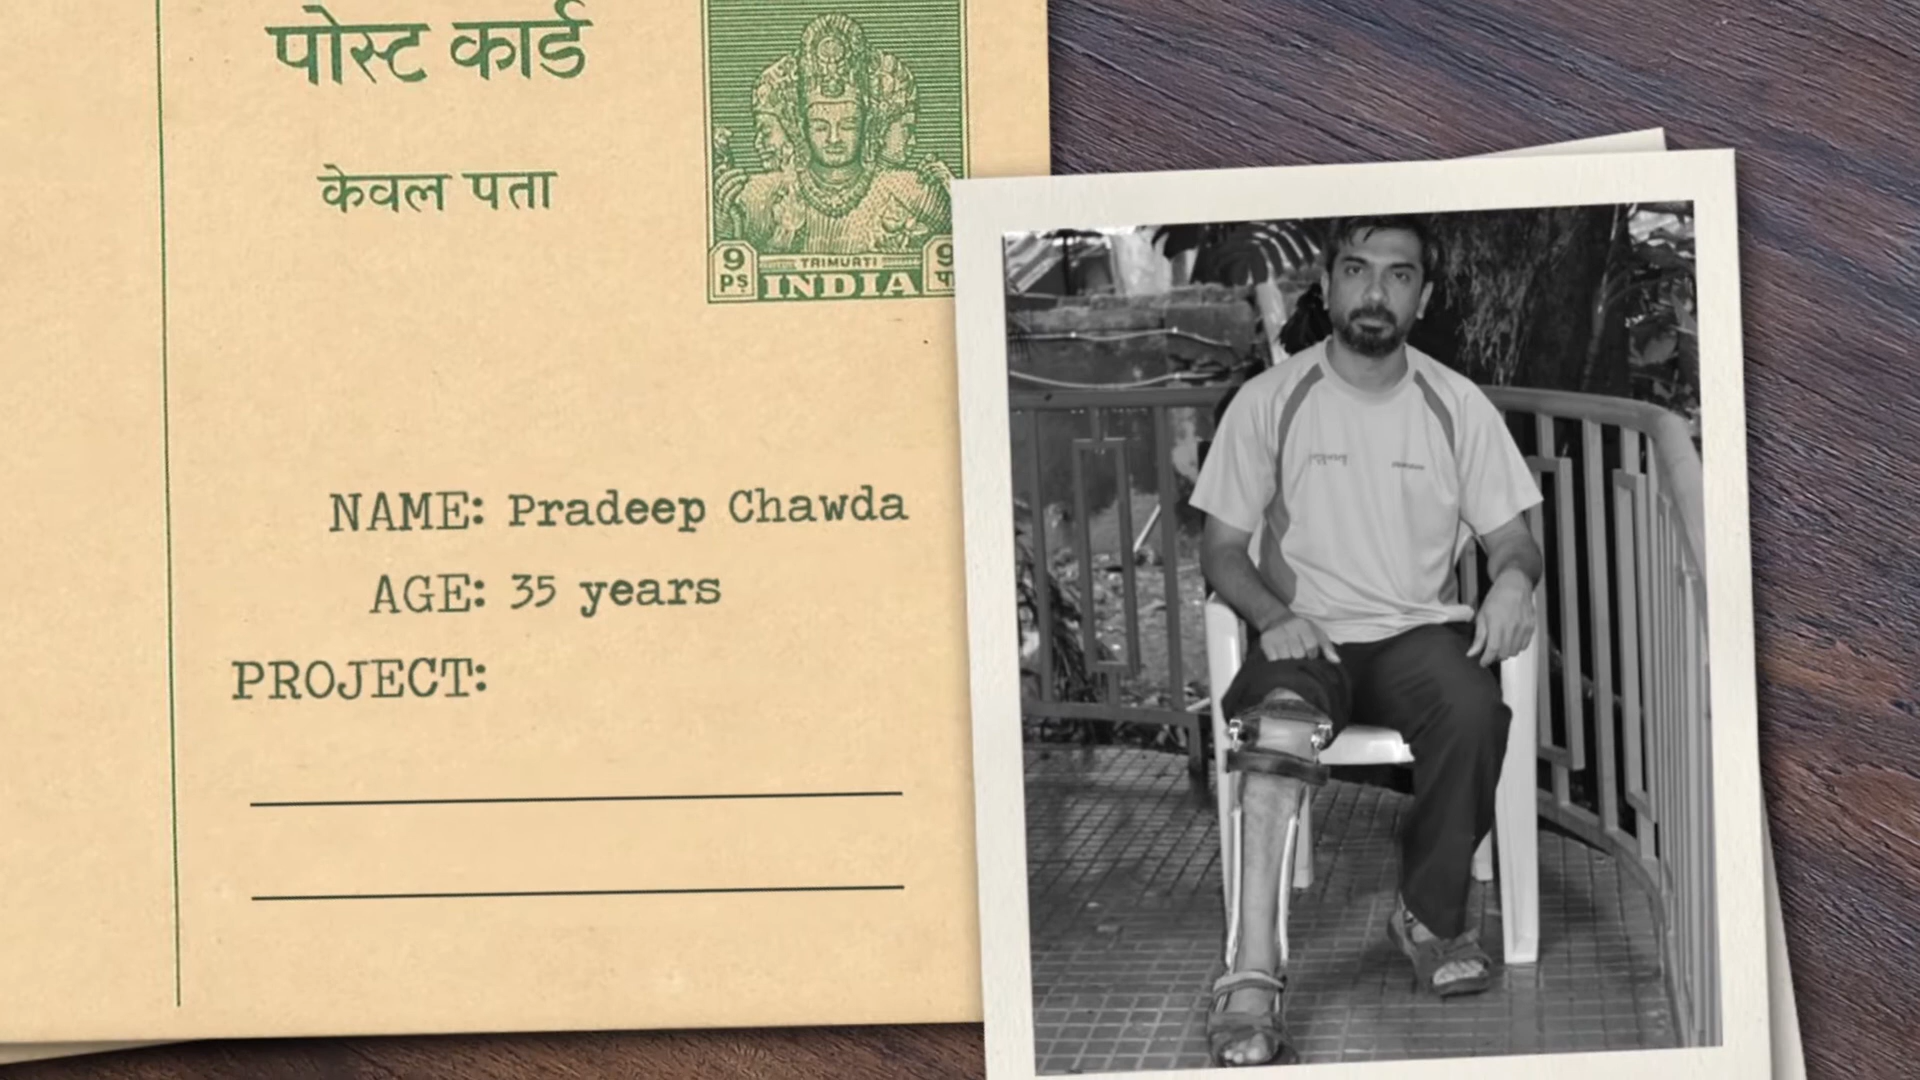 पोस्ट कार्ड
केवल पता
9
PS
TRIMURTI
INDIA
9
NAME: Pradeep Chawda
AGE: 35 years
PROJECT: